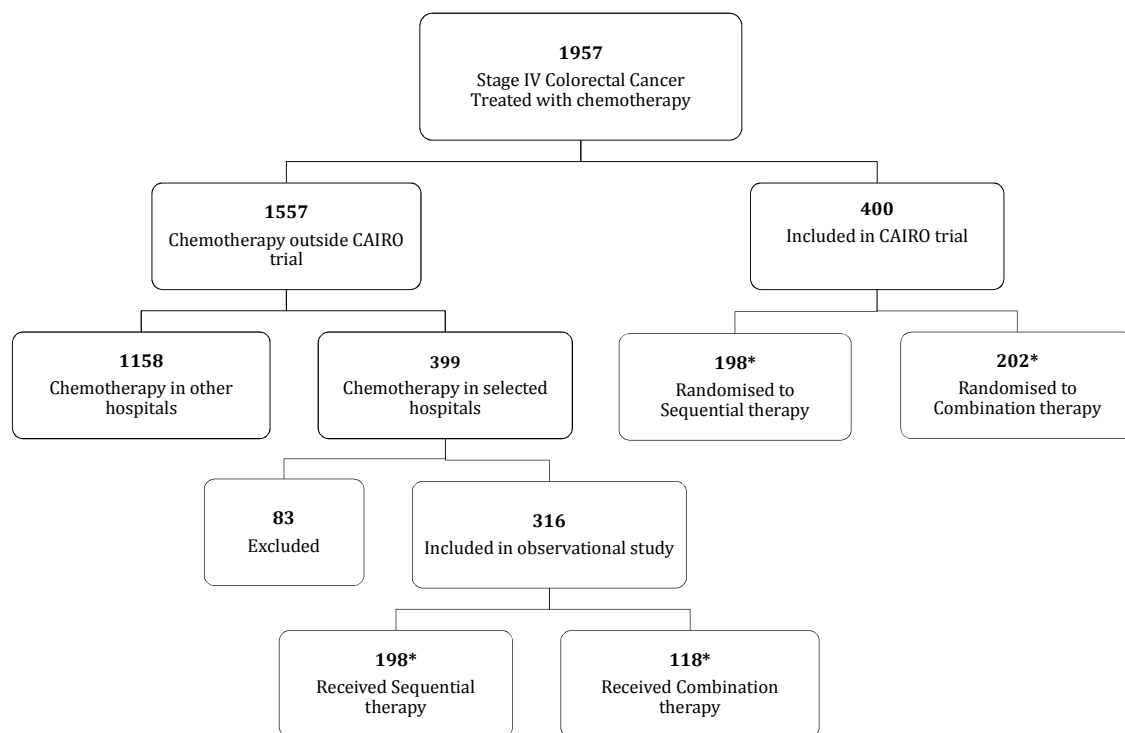 1957
Stage IV Colorectal Cancer
Treated with chemotherapy
1557
Chemotherapy outside CAIRO
trial
400
Included in CAIRO trial
1158
Chemotherapy in other
hospitals
399
Chemotherapy in selected
hospitals
198*
Randomised to
Sequential therapy
202*
Randomised to
Combination therapy
83
Excluded
316
Included in observational study
198*
Received Sequential
therapy
118*
Received Combination
therapy